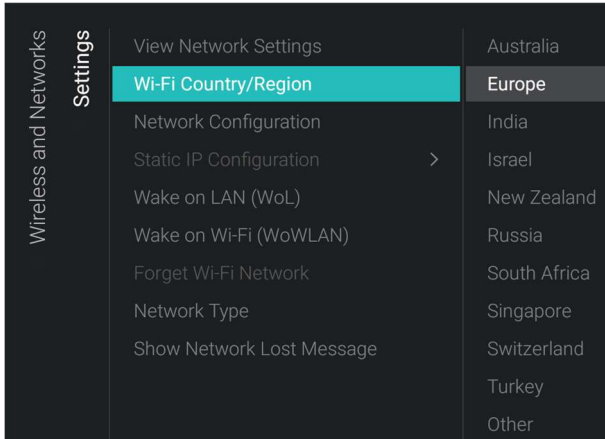 Wireless and Networks
Settings
View Network Settings
Wi-Fi Country/Region
Network Configuration
Static IP Configuration >
Wake on LAN (WoL)
Wake on Wi-Fi (WoWLAN)
Forget Wi-Fi Network
Network Type
Show Network Lost Message
Australia
Europe
India
Israel
New Zealand
Russia
South Africa
Singapore
Switzerland
Turkey
Other